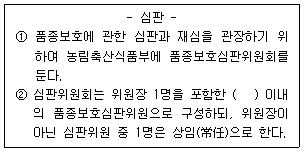 - 심판 -
① 품종보호에 관한 심판과 재심을 관장하기 위
하여 농림축산식품부에 품종보호심판위원회를
둔다.
② 심판위원회는 위원장 1명을 포함한 (   ) 이내
의 품종보호심판위원으로 구성하되, 위원장이
아닌 심판위원 중 1명은 상임(常任)으로 한다.